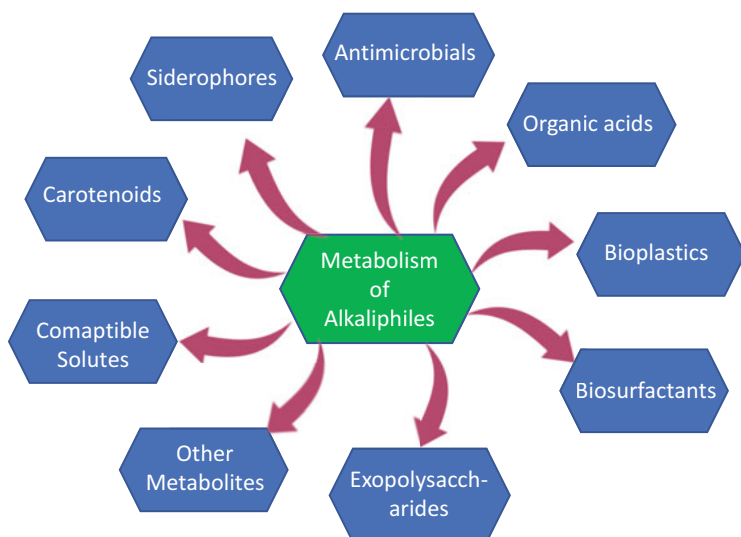 Antimicrobials
Siderophores
Organic acids
Carotenoids
Bioplastics
Metabolism
of
Alkaliphiles
Comaptible
Solutes
Biosurfactants
Other
Metabolites
Exopolysacch-
arides